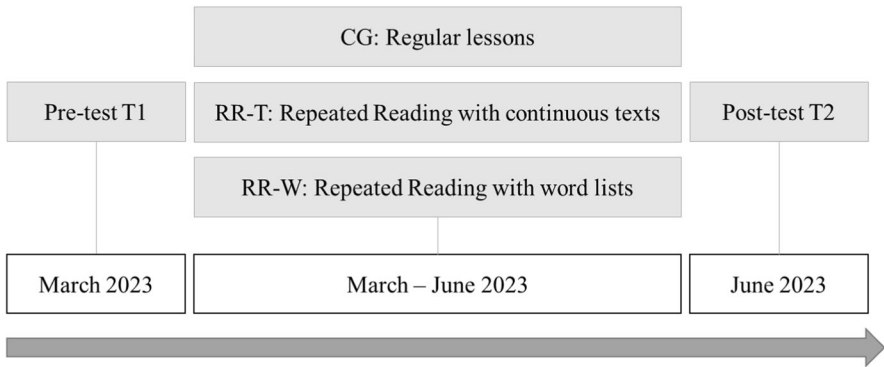 CG: Regular lessons
Pre-test T1
RR-T: Repeated Reading with continuous texts
Post-test T2
RR-W: Repeated Reading with word lists
March 2023
March – June 2023
June 2023